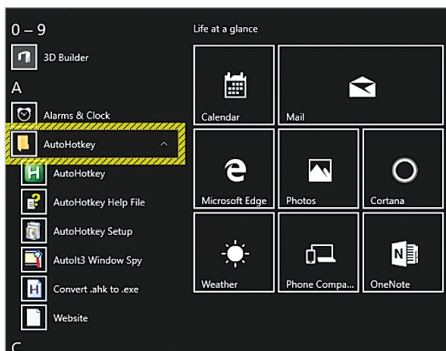 0 – 9
3D Builder
A
Alarms & Clock
AutoHotkey
AutoHotkey
AutoHotkey Help File
AutoHotkey Setup
AutoIt3 Window Spy
Convert .ahk to .exe
Website
C
Life at a glance
Calendar
Mail
Microsoft Edge
Photos
Cortana
Weather
Phone Compa...
OneNote